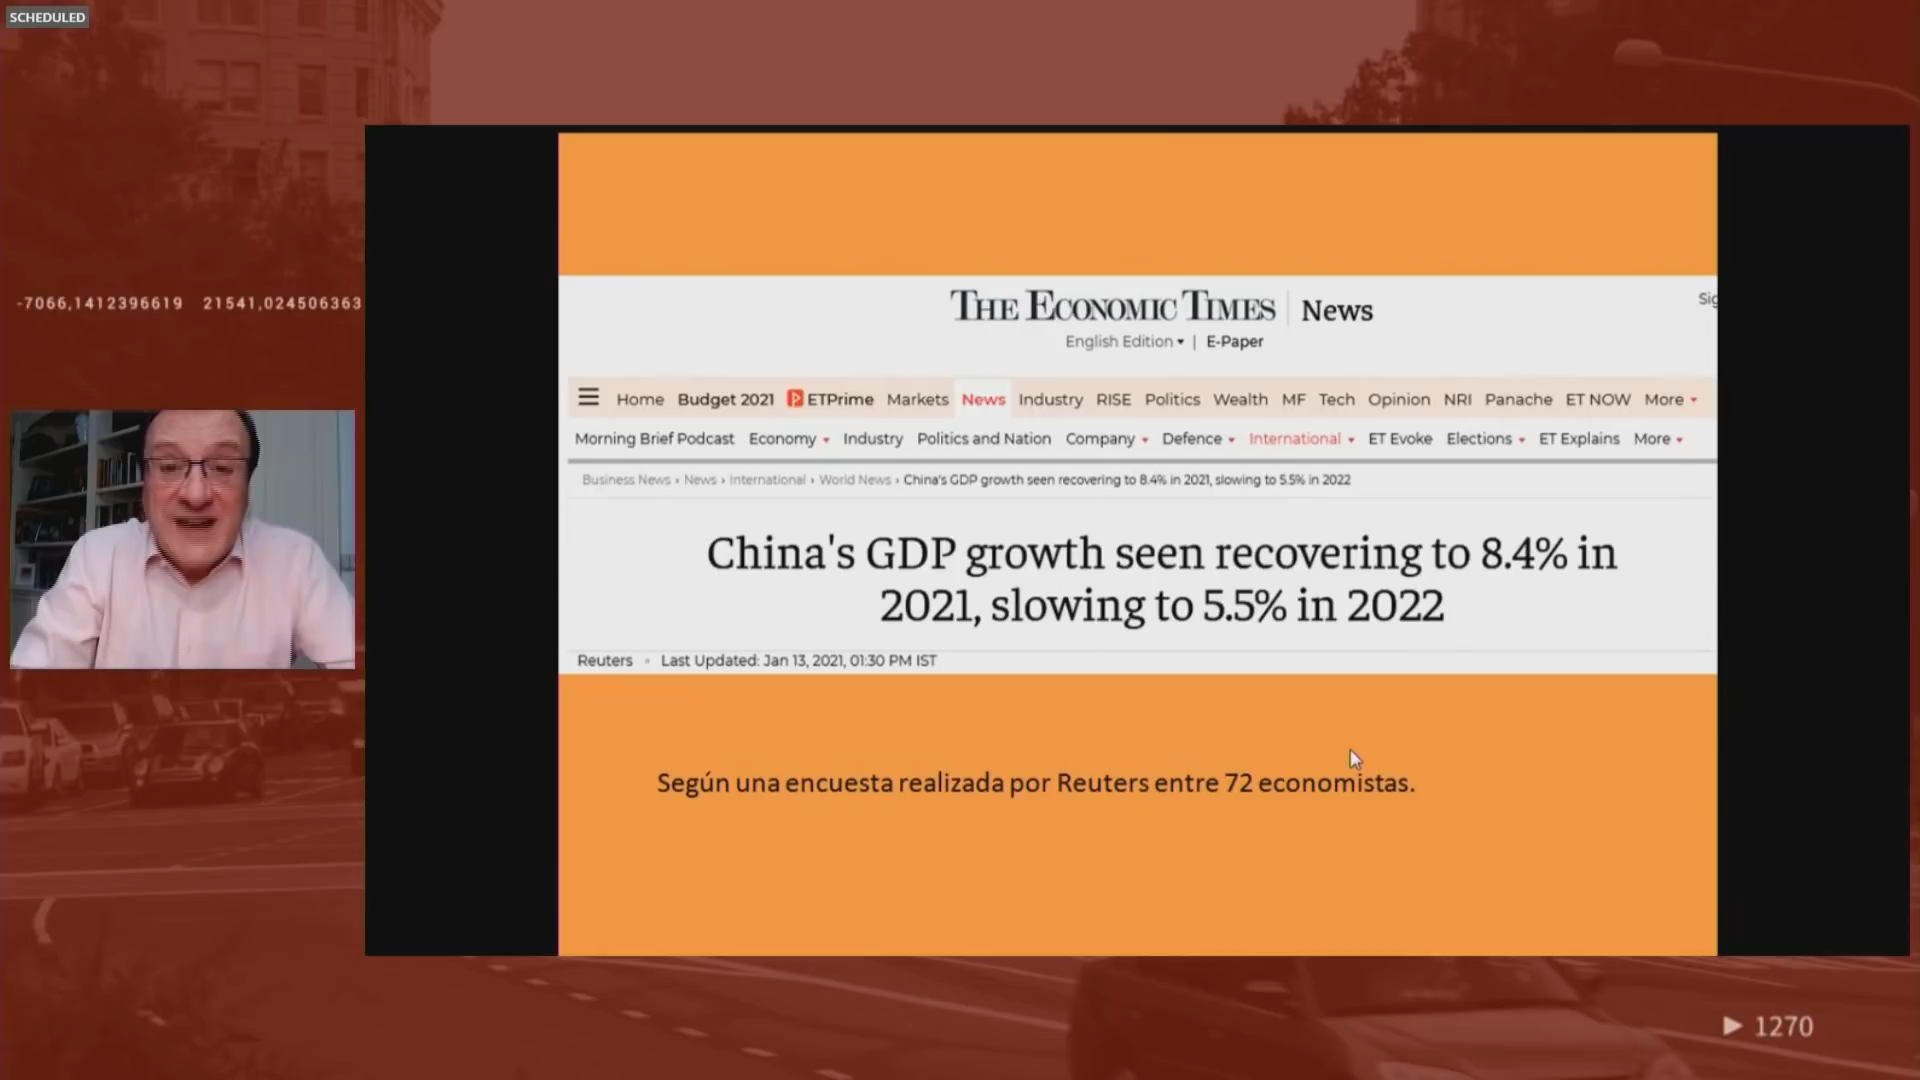 SCHEDULED
-7066,1412396619 21541,024506363
THE ECONOMIC TIMES | News
Sig
English Edition | E-Paper
Home Budget 2021 ETPrime Markets News Industry RISE Politics Wealth MF Tech Opinion NRI Panache ET NOW More
Morning Brief Podcast Economy Industry Politics and Nation Company Defence International ET Evoke Elections ET Explains More
Business News › News › International › World News › China's GDP growth seen recovering to 8.4% in 2021, slowing to 5.5% in 2022
China's GDP growth seen recovering to 8.4% in
2021, slowing to 5.5% in 2022
Reuters • Last Updated: Jan 13, 2021, 01:30 PM IST
Según una encuesta realizada por Reuters entre 72 economistas.
1270